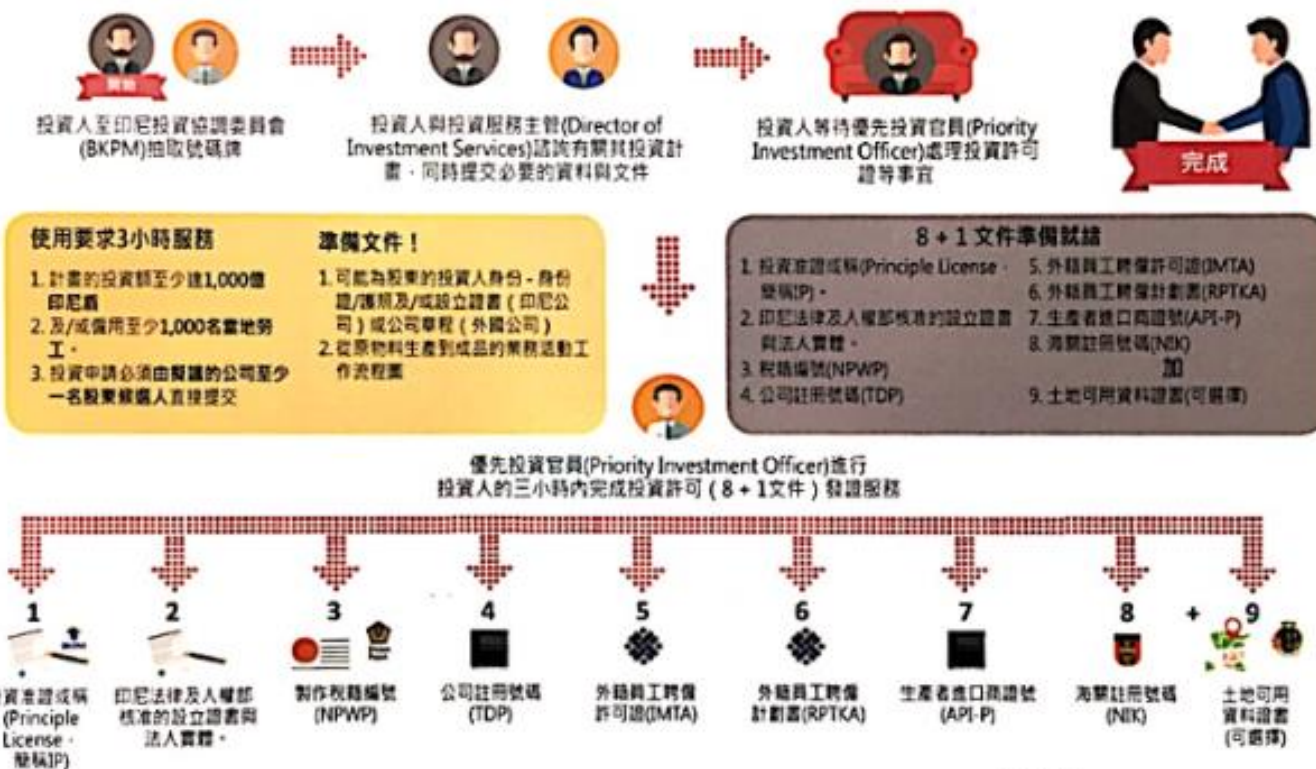 開始
投資人至印尼投資協調委員會
(BKPM)抽取號碼牌
投資人與投資服務主管(Director of
Investment Services)諮詢有關其投資計
畫,同時提交必要的資料與文件
投資人等待優先投資官員(Priority
Investment Officer)處理投資許可
證等事宜
完成
使用要求3小時服務
1. 計畫的投資額至少達1,000億
印尼盾
2. 及/或僱用至少1,000名當地勞
工。
3. 投資申請必須由擬議的公司至少
一名股東候選人直接提交
準備文件!
1. 可能為股東的投資人身份 - 身份
證/護照及/或設立證書(印尼公
司)或公司章程(外國公司)
2. 從原物料生產到成品的業務活動工
作流程圖
8 + 1 文件準備就緒
1. 投資准證或稱(Principle License,
簡稱IP)。
2. 印尼法律及人權部核准的設立證書
與法人實體。
3. 稅籍編號(NPWP)
4. 公司註冊號碼(TDP)
5. 外籍員工聘僱許可證(IMTA)
6. 外籍員工聘僱計劃書(RPTKA)
7. 生產者進口商證號(API-P)
8. 海關註冊號碼(NIK)
加
9. 土地可用資料證書(可選擇)
優先投資官員(Priority Investment Officer)進行
投資人的三小時內完成投資許可(8 + 1文件)發證服務
1
2
3
4
5
6
7
8
+
9
資准證或稱
(Principle
License,
簡稱IP)
印尼法律及人權部
核准的設立證書與
法人實體。
製作稅籍編號
(NPWP)
公司註冊號碼
(TDP)
外籍員工聘僱
許可證(IMTA)
外籍員工聘僱
計劃書(RPTKA)
生產者進口商證號
(API-P)
海關註冊號碼
(NIK)
土地可用
資料證書
(可選擇)